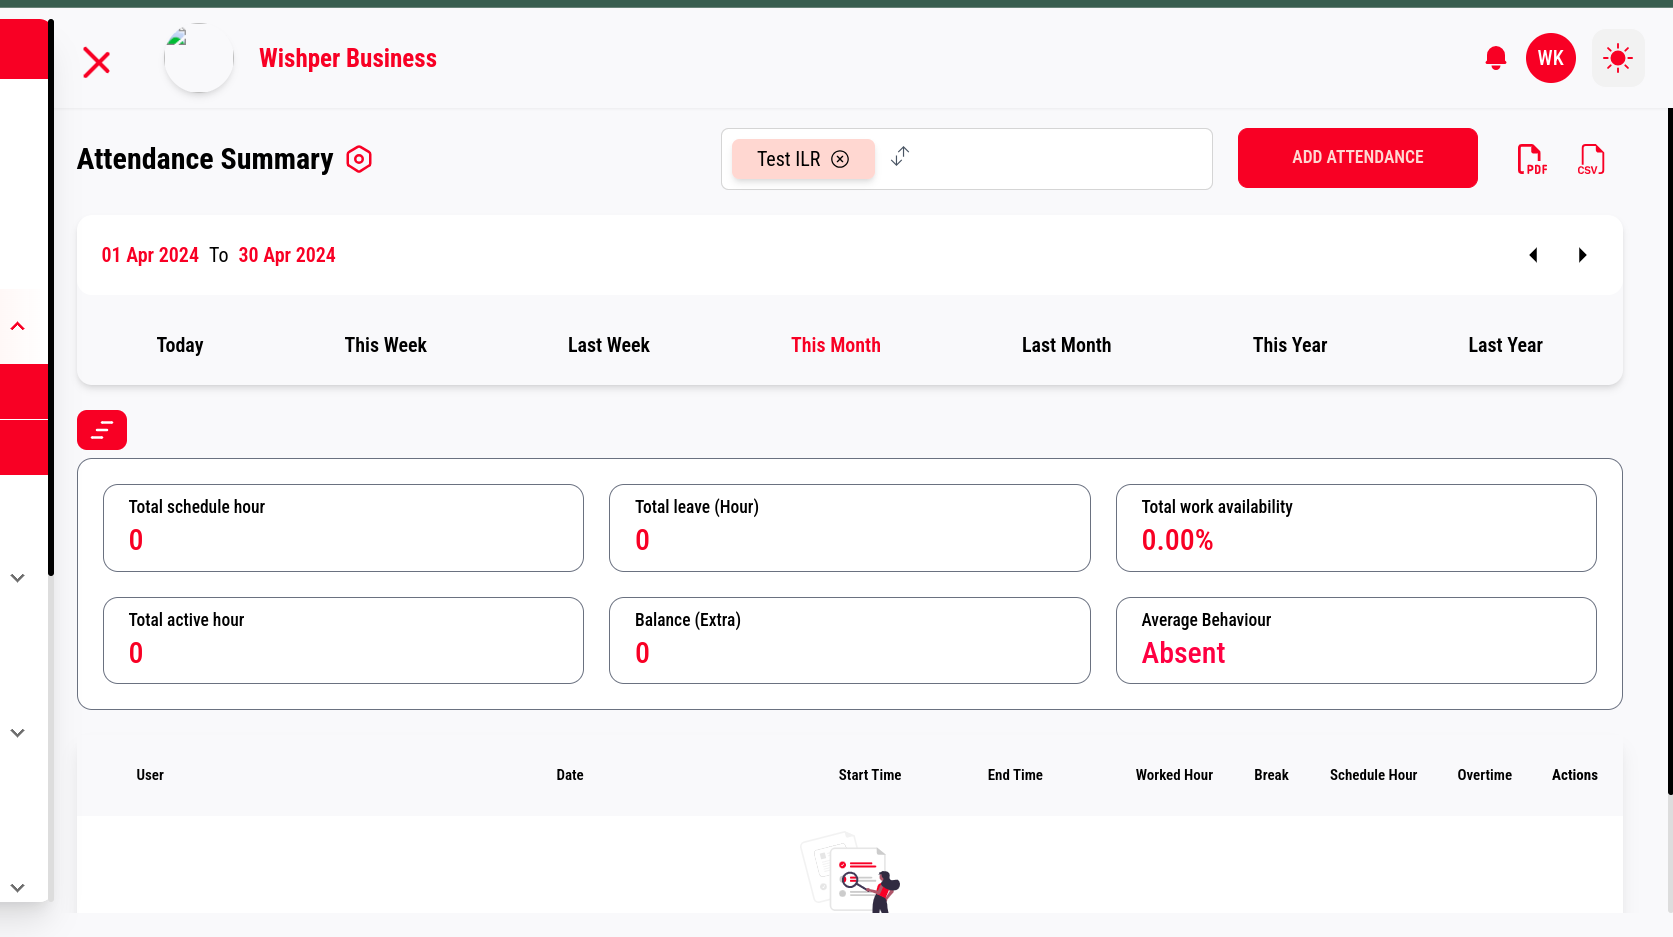 Wishper Business
WK
Attendance Summary
Test ILR
ADD ATTENDANCE
PDF
CSV
01 Apr 2024 To 30 Apr 2024
Today This Week Last Week This Month Last Month This Year Last Year
Total schedule hour
0
Total leave (Hour)
0
Total work availability
0.00%
Total active hour
0
Balance (Extra)
0
Average Behaviour
Absent
User Date Start Time End Time Worked Hour Break Schedule Hour Overtime Actions